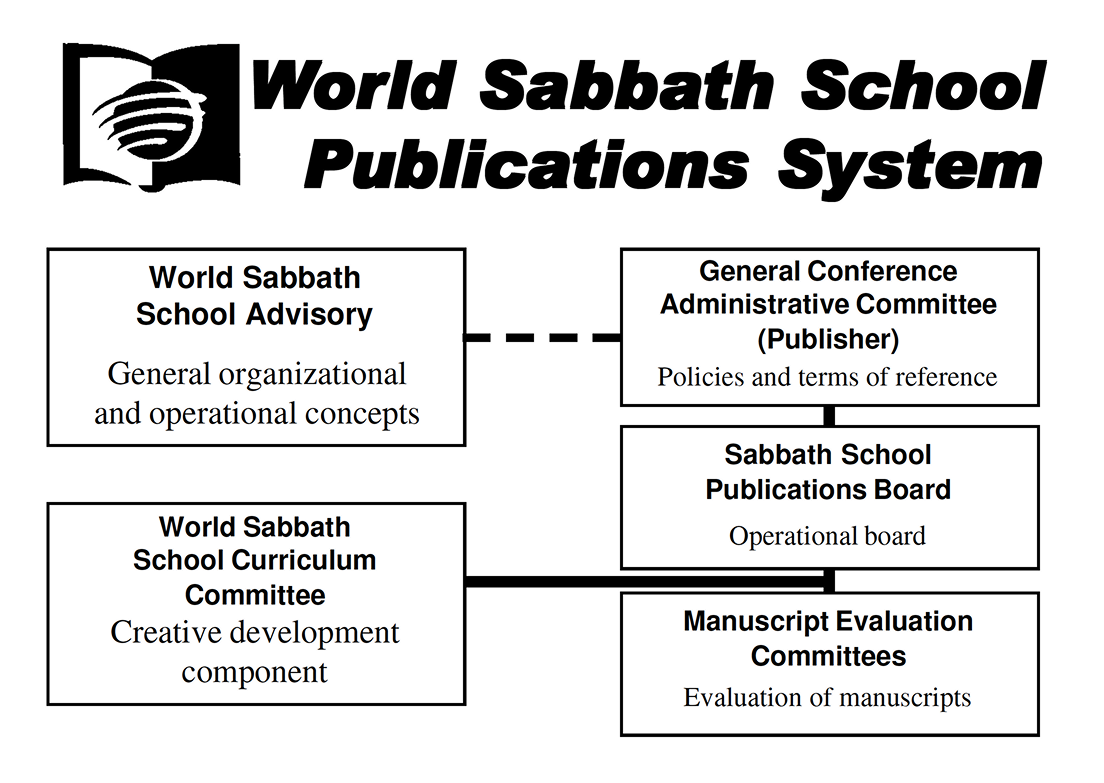 World Sabbath School
Publications System
World Sabbath
School Advisory
General organizational
and operational concepts
General Conference
Administrative Committee
(Publisher)
Policies and terms of reference
Sabbath School
Publications Board
Operational board
World Sabbath
School Curriculum
Committee
Creative development
component
Manuscript Evaluation
Committees
Evaluation of manuscripts